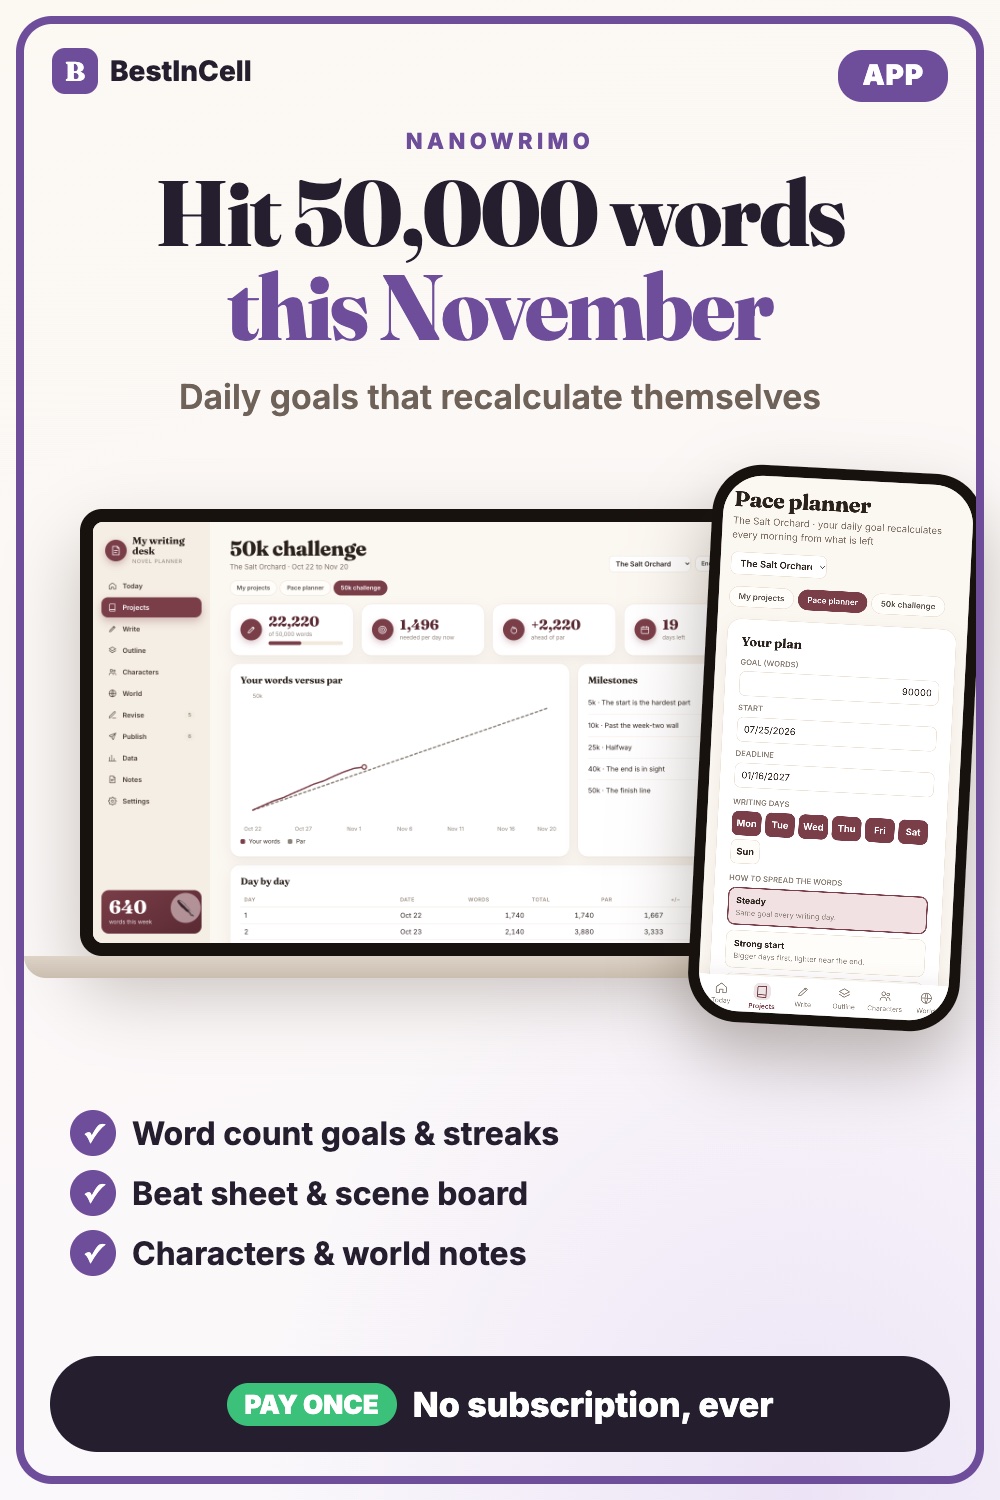 B BestInCell
APP
NANOWRIMO
Hit 50,000 words
this November
Daily goals that recalculate themselves
My writing
desk
NOVEL PLANNER
Today
Projects
Write
Outline
Characters
World
Revise 5
Publish 6
Data
Notes
Settings
640
words this week
50k challenge
The Salt Orchard · Oct 22 to Nov 20
The Salt Orchard
My projects Pace planner 50k challenge
22,220
of 50,000 words
1,496
needed per day now
+2,220
ahead of par
19
days left
Your words versus par
50k
Oct 22 Oct 27 Nov 1 Nov 6 Nov 11 Nov 16 Nov 20
Your words Par
Milestones
5k · The start is the hardest part
10k · Past the week-two wall
25k · Halfway
40k · The end is in sight
50k · The finish line
Day by day
DAY DATE WORDS TOTAL PAR +/−
1 Oct 22 1,740 1,740 1,667
2 Oct 23 2,140 3,880 3,333
Pace planner
The Salt Orchard · your daily goal recalculates
every morning from what is left
The Salt Orchard
My projects Pace planner 50k challenge
Your plan
GOAL (WORDS)
90000
START
07/25/2026
DEADLINE
01/16/2027
WRITING DAYS
Mon Tue Wed Thu Fri Sat
Sun
HOW TO SPREAD THE WORDS
Steady
Same goal every writing day.
Strong start
Bigger days first, lighter near the end.
Today Projects Write Outline Characters World
Word count goals & streaks
Beat sheet & scene board
Characters & world notes
PAY ONCE No subscription, ever